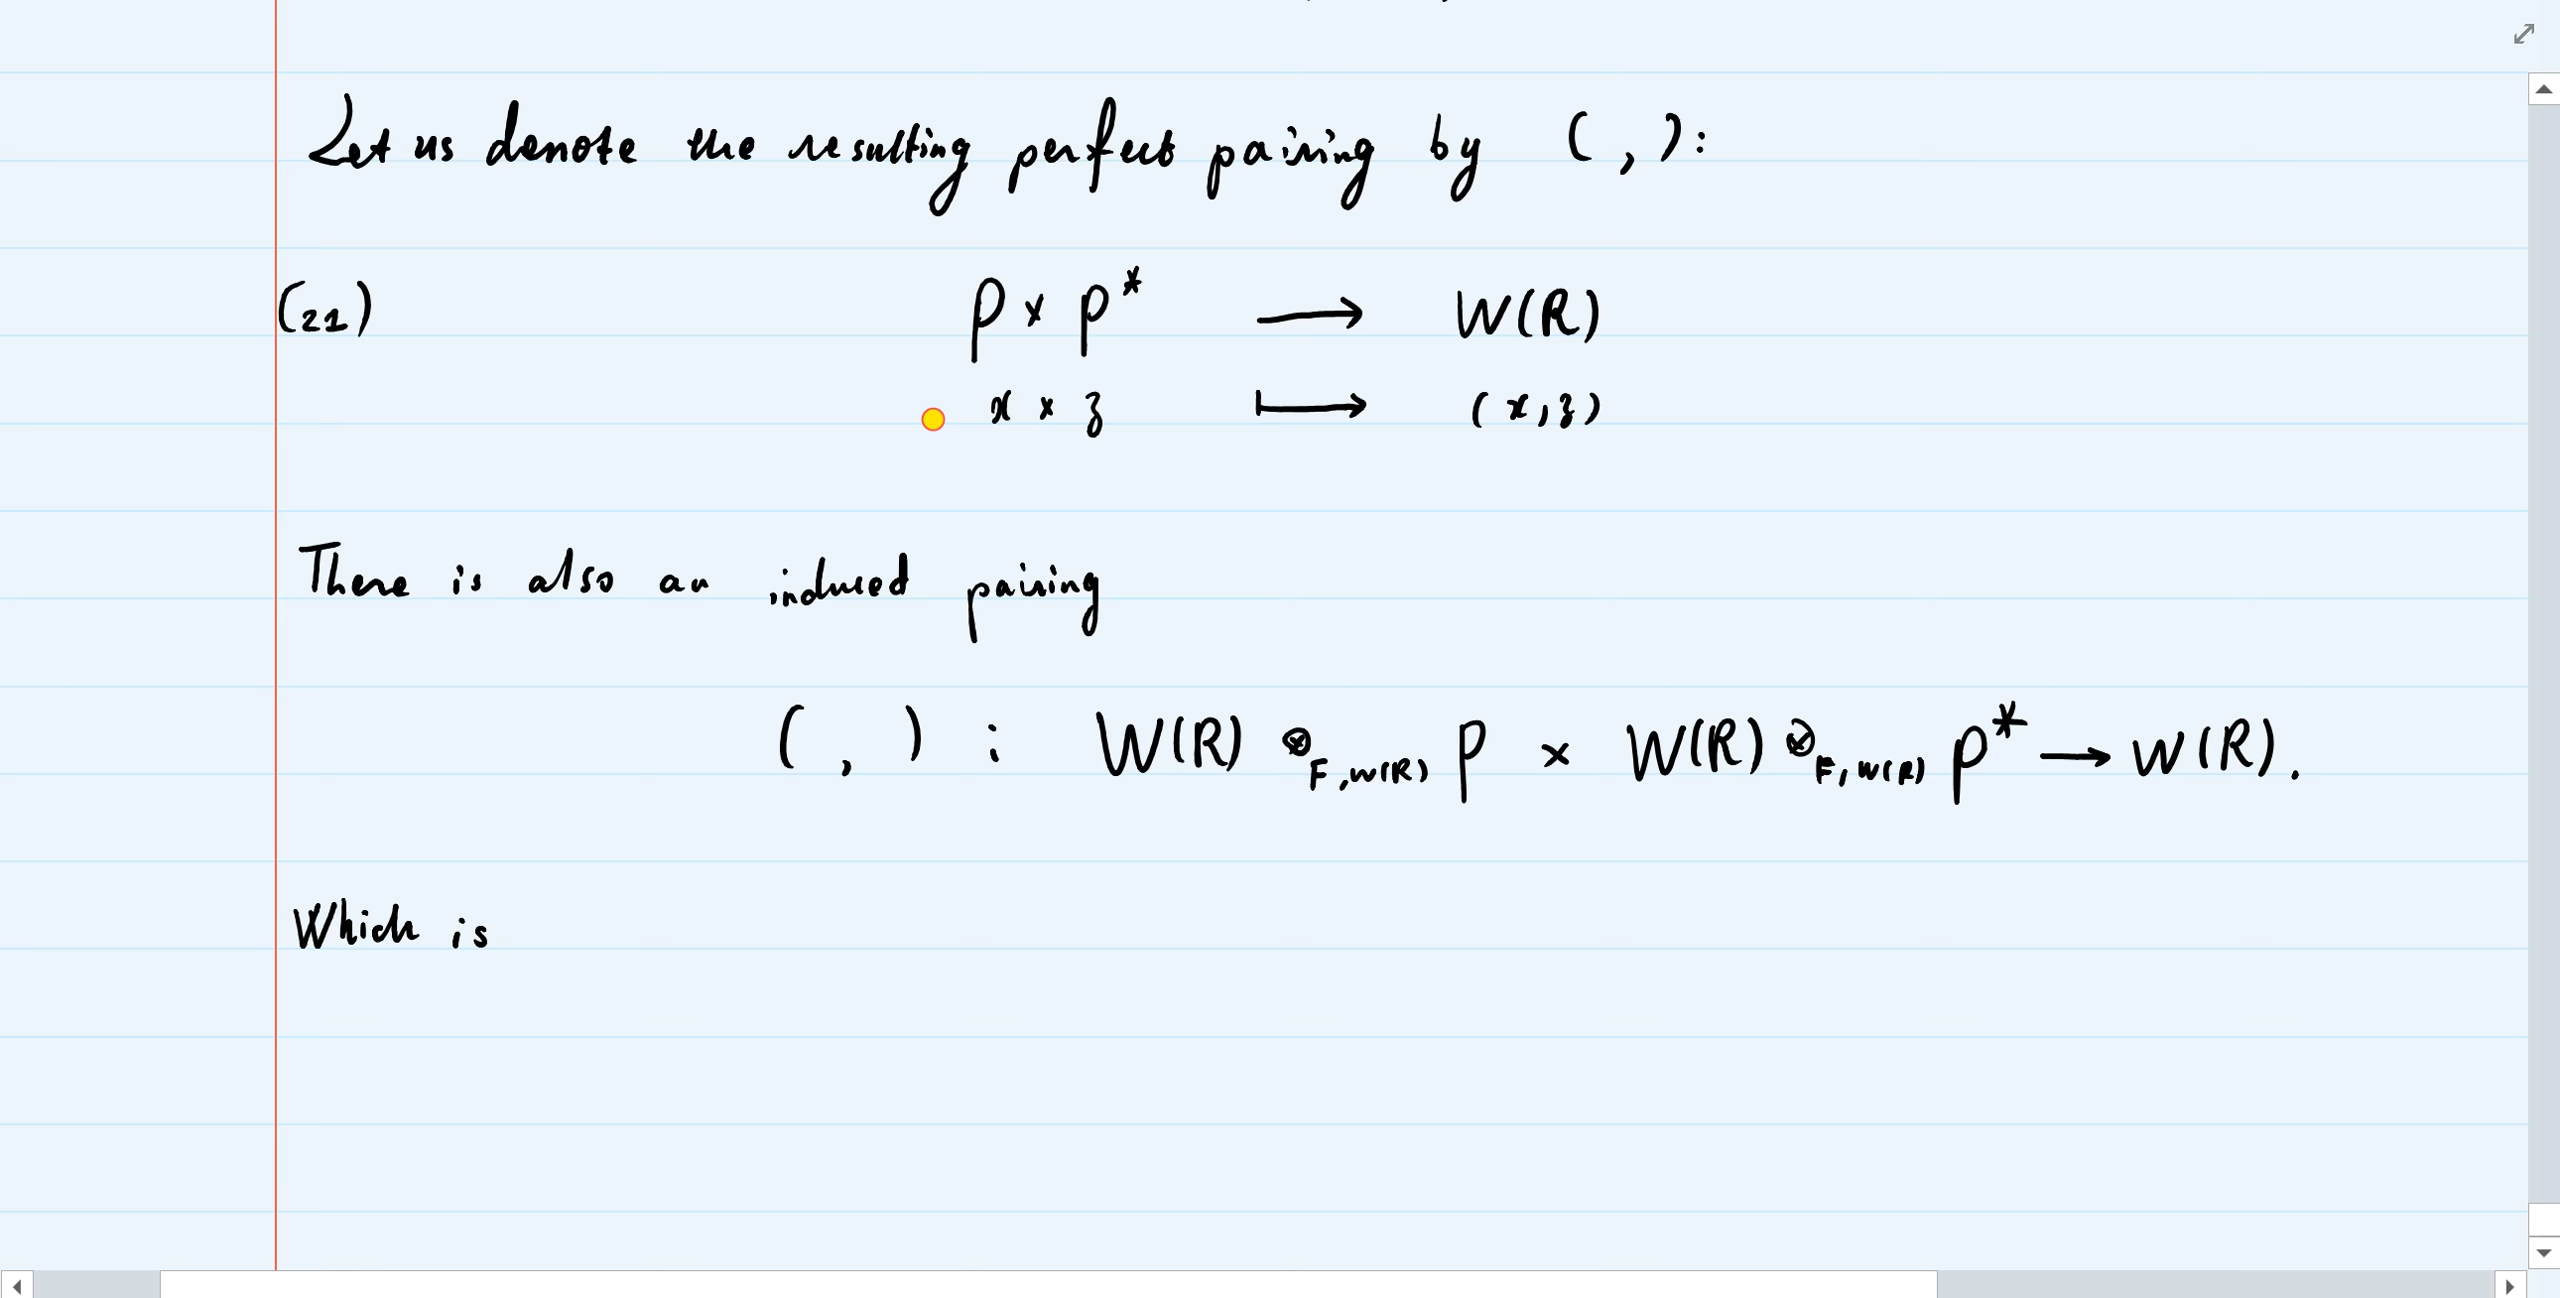 Let us denote the resulting perfect pairing by ( , ):
(21) P × P* ⟶ W(R)
x × z ⟼ (x, z)
There is also an induced pairing
( , ) : W(R) ⊗_{F,W(R)} P × W(R) ⊗_{F,W(R)} P* ⟶ W(R).
Which is